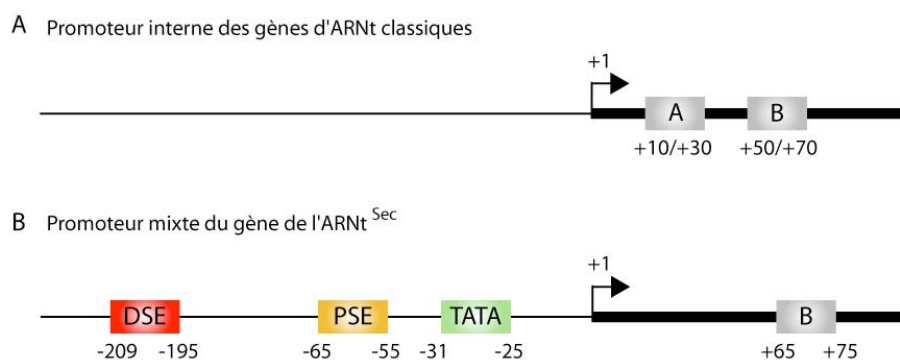 A Promoteur interne des gènes d'ARNt classiques
+1
A B
+10/+30 +50/+70
B Promoteur mixte du gène de l'ARNt Sec
+1
DSE PSE TATA B
-209 -195 -65 -55 -31 -25 +65 +75